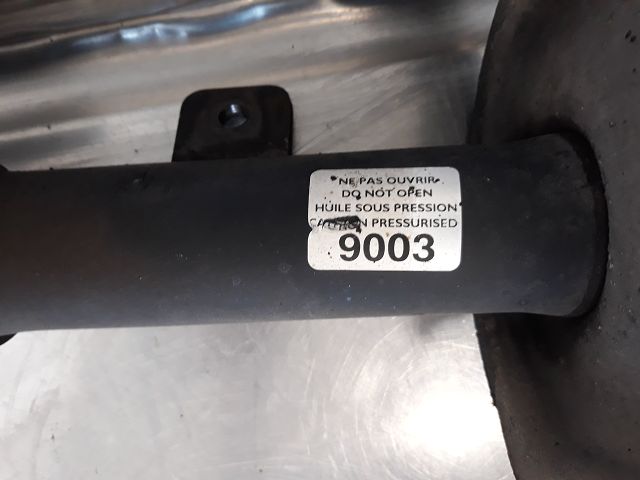 NE PAS OUVRIR
DO NOT OPEN
HUILE SOUS PRESSION
PRESSURISED
9003